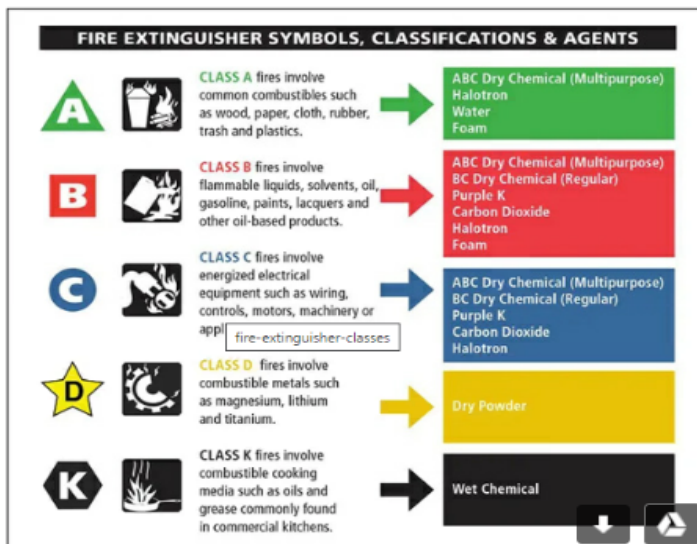 FIRE EXTINGUISHER SYMBOLS, CLASSIFICATIONS & AGENTS
A
CLASS A fires involve
common combustibles such
as wood, paper, cloth, rubber,
trash and plastics.
ABC Dry Chemical (Multipurpose)
Halotron
Water
Foam
B
CLASS B fires involve
flammable liquids, solvents, oil,
gasoline, paints, lacquers and
other oil-based products.
ABC Dry Chemical (Multipurpose)
BC Dry Chemical (Regular)
Purple K
Carbon Dioxide
Halotron
Foam
C
CLASS C fires involve
energized electrical
equipment such as wiring,
controls, motors, machinery or
appl
fire-extinguisher-classes
ABC Dry Chemical (Multipurpose)
BC Dry Chemical (Regular)
Purple K
Carbon Dioxide
Halotron
D
CLASS D fires involve
combustible metals such
as magnesium, lithium
and titanium.
Dry Powder
K
CLASS K fires involve
combustible cooking
media such as oils and
grease commonly found
in commercial kitchens.
Wet Chemical